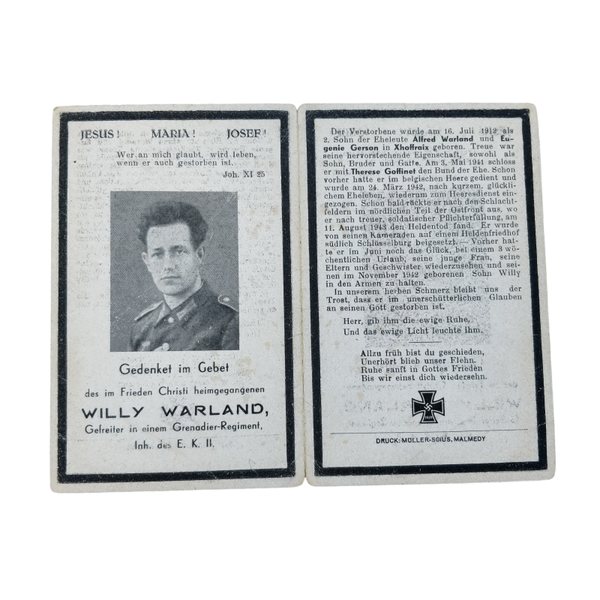 JESUS! MARIA! JOSEF!
Wer an mich glaubt, wird leben,
wenn er auch gestorben ist.
Joh. XI 25
Gedenket im Gebet
des im Frieden Christi heimgegangenen
WILLY WARLAND,
Gefreiter in einem Grenadier-Regiment,
Inh. des E. K. II.
Der Verstorbene wurde am 16. Juli 1912 als
2. Sohn der Eheleute Alfred Warland und Eu-
genie Gerson in Xhoffraix geboren. Treue war
seine hervorstechende Eigenschaft, sowohl als
Sohn, Bruder und Gatte. Am 3. Mai 1941 schloss
er mit Therese Goffinet den Bund der Ehe. Schon
vorher hatte er im belgischen Heere gedient und
wurde am 24. März 1942, nach kurzem, glückli-
chem Eheleben, wiederum zum Heeresdienst ein-
gezogen. Schon bald rückte er nach den Schlacht-
feldern im nördlichen Teil der Ostfront aus, wo
er nach treuer, soldatischer Pflichterfüllung, am
11. August 1943 den Heldentod fand. Er wurde
von seinen Kameraden auf einem Heldenfriedhof
südlich Schlüsselburg beigesetzt. — Vorher hat-
te er im Juni noch das Glück, bei einem 3 wö-
chentlichen Urlaub, seine junge Frau, seine
Eltern und Geschwister wiederzusehen und sei-
nen im November 1942 geborenen Sohn Willy
in den Armen zu halten.
In unserem herben Schmerz bleibt uns der
Trost, dass er im unerschütterlichen Glauben
an seinen Gott gestorben ist.
Herr, gib ihm die ewige Ruhe,
Und das ewige Licht leuchte ihm.
Allzu früh bist du geschieden,
Unerhört blieb unser Flehn.
Ruhe sanft in Gottes Frieden
Bis wir einst dich wiedersehn.
DRUCK: MOLLER-SGIUS, MALMEDY